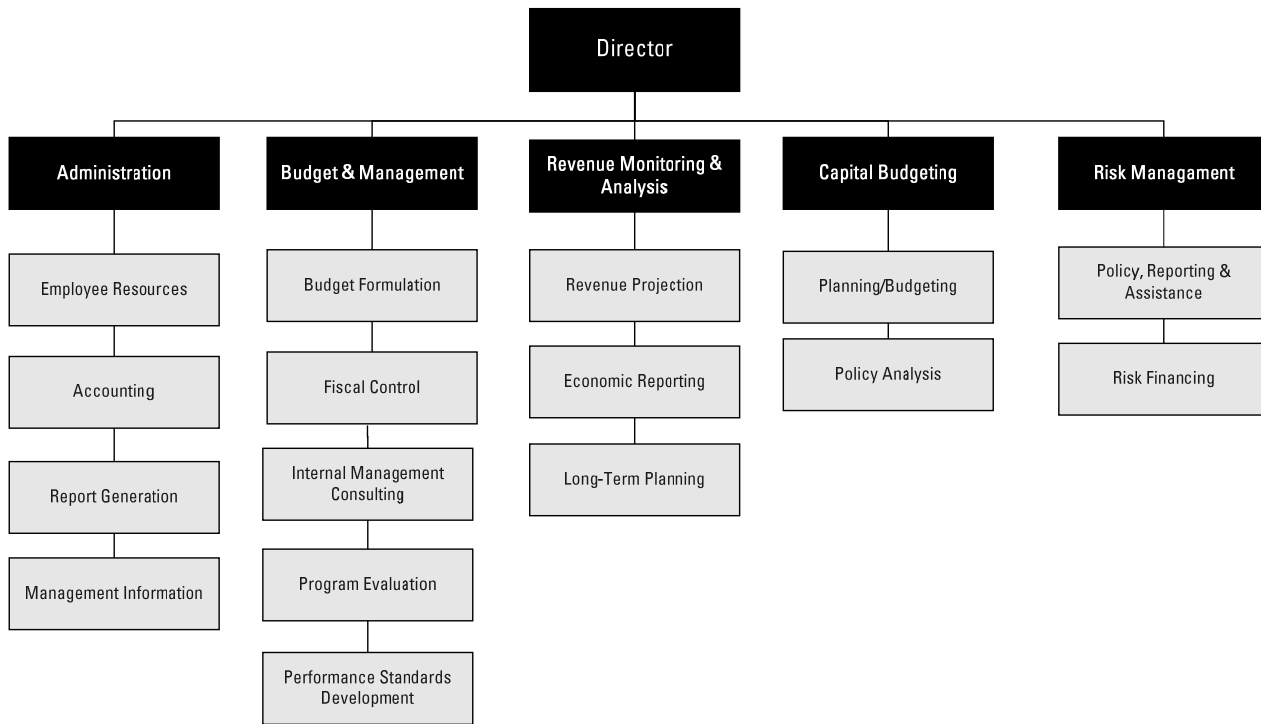 Director
Administration
Budget & Management
Revenue Monitoring &
Analysis
Capital Budgeting
Risk Managament
Employee Resources
Accounting
Report Generation
Management Information
Budget Formulation
Fiscal Control
Internal Management
Consulting
Program Evaluation
Performance Standards
Development
Revenue Projection
Economic Reporting
Long-Term Planning
Planning/Budgeting
Policy Analysis
Policy, Reporting &
Assistance
Risk Financing